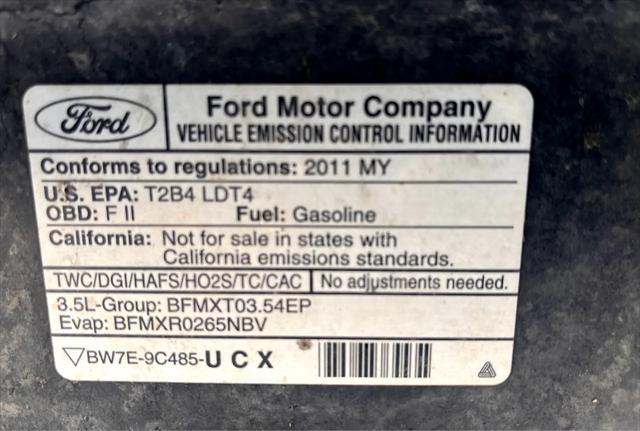 Ford
Ford Motor Company
VEHICLE EMISSION CONTROL INFORMATION
Conforms to regulations: 2011 MY
U.S. EPA: T2B4 LDT4
OBD: F II Fuel: Gasoline
California: Not for sale in states with
California emissions standards.
TWC/DGI/HAFS/HO2S/TC/CAC No adjustments needed.
3.5L-Group: BFMXT03.54EP
Evap: BFMXR0265NBV
▽BW7E-9C485-U C X